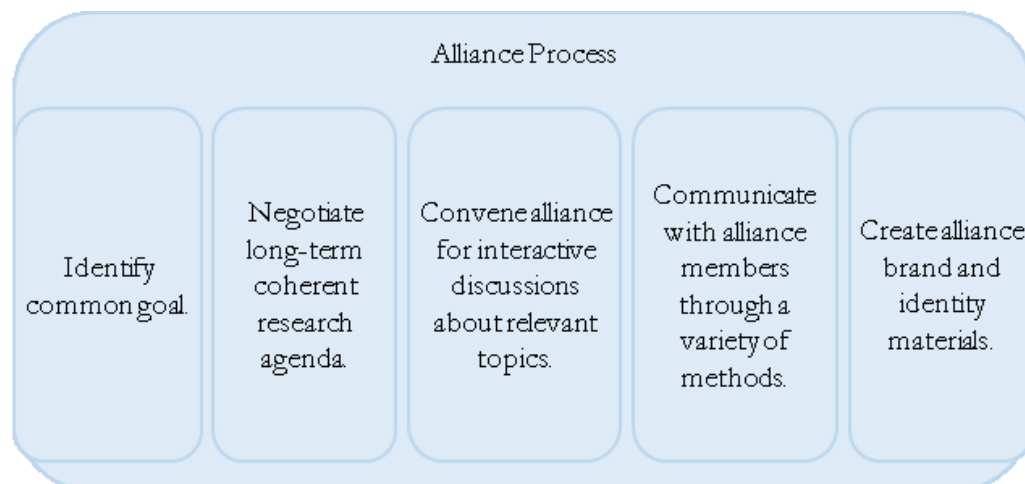 Alliance Process
Identify
common goal.
Negotiate
long-term
coherent
research
agenda.
Convene alliance
for interactive
discussions
about relevant
topics.
Communicate
with alliance
members
through a
variety of
methods.
Create alliance
brand and
identity
materials.